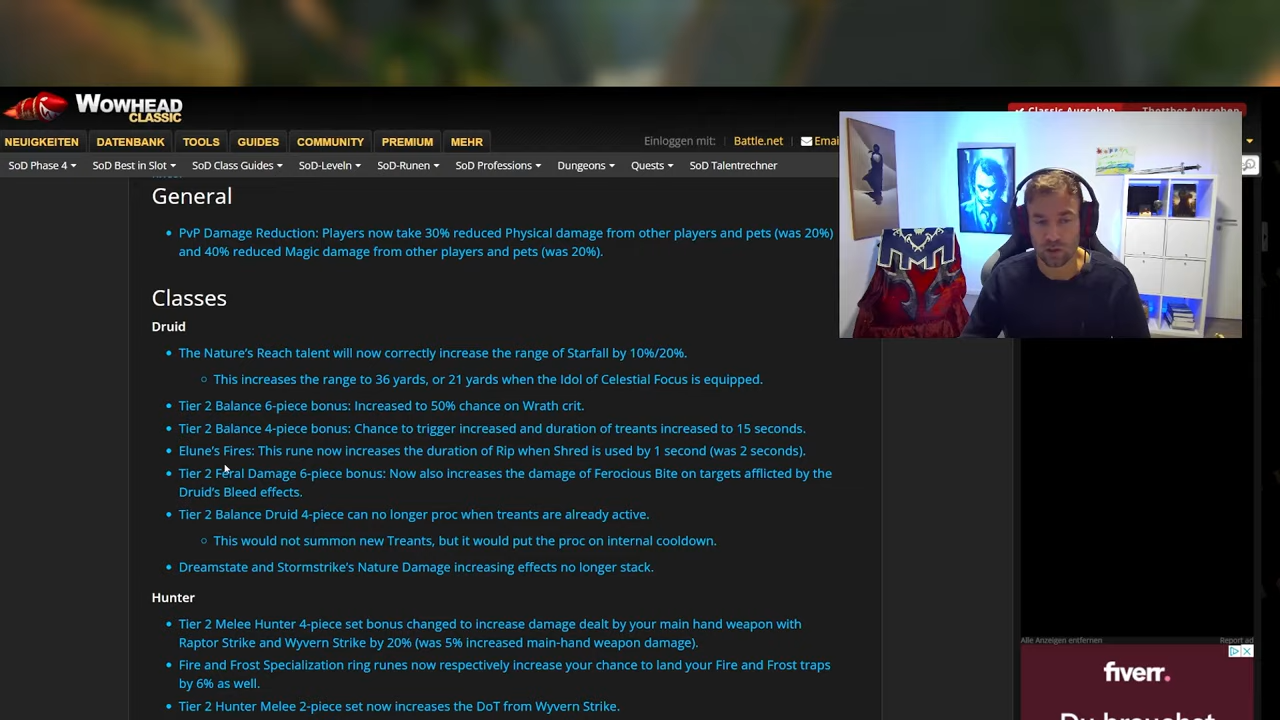 WOWHEAD
CLASSIC
Classic Aussehen Thottbot Aussehen
NEUIGKEITEN DATENBANK TOOLS GUIDES COMMUNITY PREMIUM MEHR Einloggen mit: Battle.net Emai
SoD Phase 4 SoD Best in Slot SoD Class Guides SoD-Leveln SoD-Runen SoD Professions Dungeons Quests SoD Talentrechner
General
• PvP Damage Reduction: Players now take 30% reduced Physical damage from other players and pets (was 20%)
and 40% reduced Magic damage from other players and pets (was 20%).
Classes
Druid
• The Nature's Reach talent will now correctly increase the range of Starfall by 10%/20%.
○ This increases the range to 36 yards, or 21 yards when the Idol of Celestial Focus is equipped.
• Tier 2 Balance 6-piece bonus: Increased to 50% chance on Wrath crit.
• Tier 2 Balance 4-piece bonus: Chance to trigger increased and duration of treants increased to 15 seconds.
• Elune's Fires: This rune now increases the duration of Rip when Shred is used by 1 second (was 2 seconds).
• Tier 2 Feral Damage 6-piece bonus: Now also increases the damage of Ferocious Bite on targets afflicted by the
Druid's Bleed effects.
• Tier 2 Balance Druid 4-piece can no longer proc when treants are already active.
○ This would not summon new Treants, but it would put the proc on internal cooldown.
• Dreamstate and Stormstrike's Nature Damage increasing effects no longer stack.
Hunter
• Tier 2 Melee Hunter 4-piece set bonus changed to increase damage dealt by your main hand weapon with
Raptor Strike and Wyvern Strike by 20% (was 5% increased main-hand weapon damage).
• Fire and Frost Specialization ring runes now respectively increase your chance to land your Fire and Frost traps
by 6% as well.
• Tier 2 Hunter Melee 2-piece set now increases the DoT from Wyvern Strike.
Alle Anzeigen entfernen Report ad
fiverr.
Du brauchst